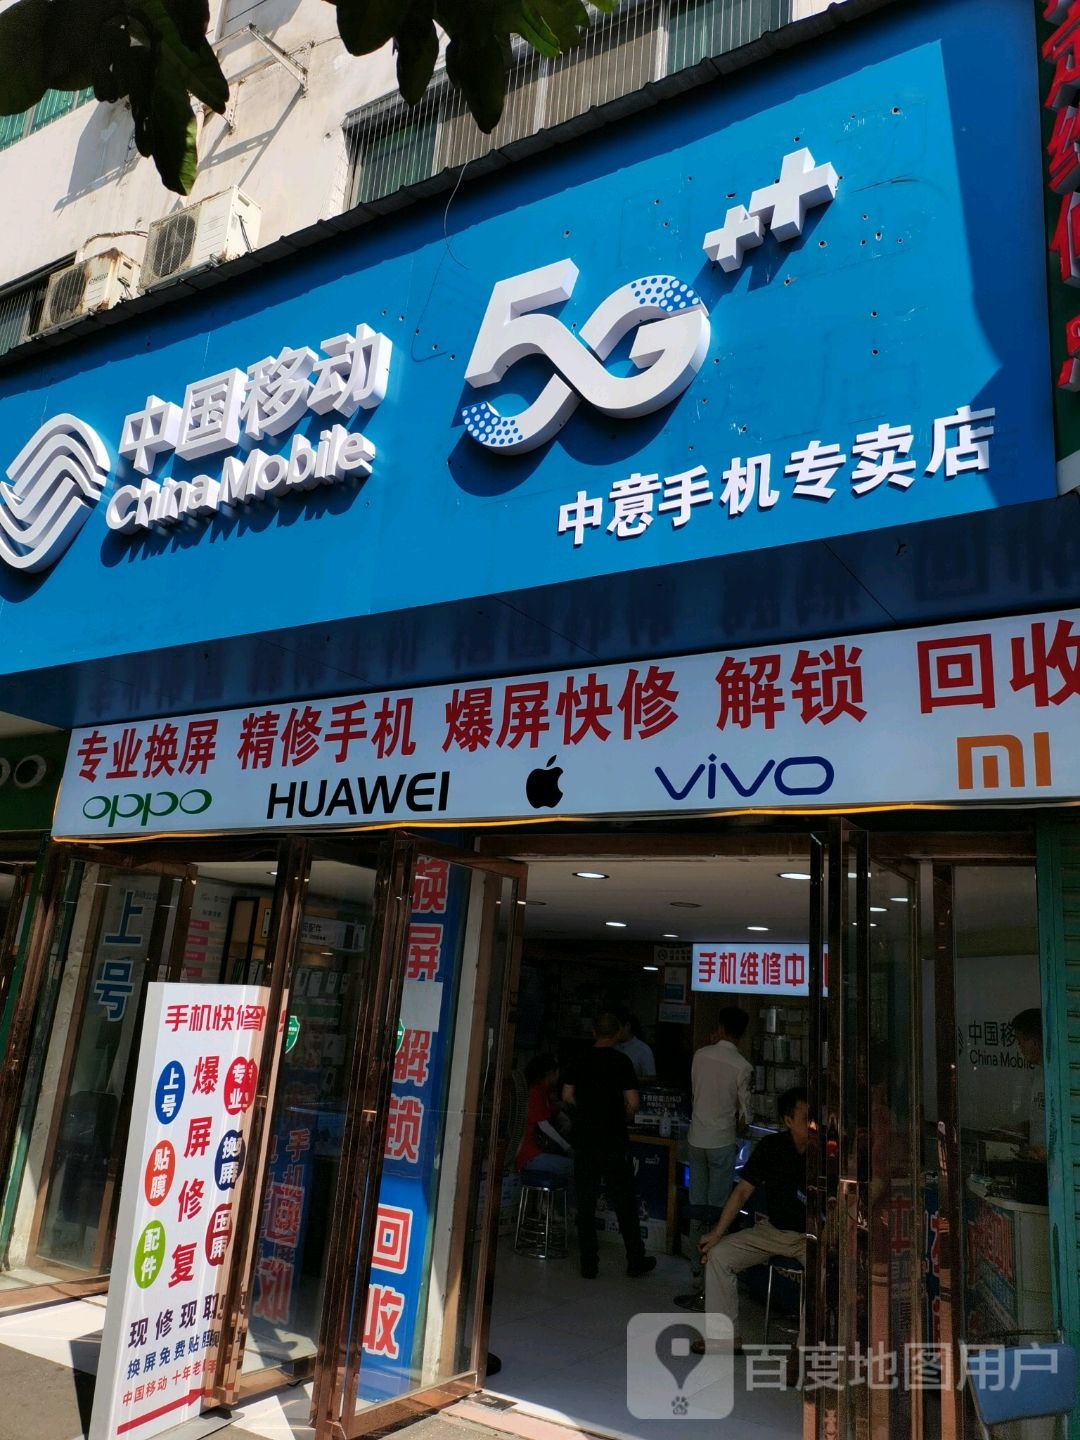 中国移动
China Mobile
5G++
中意手机专卖店
专业换屏 精修手机 爆屏快修 解锁 回收
oppo HUAWEI vivo MI
上号
换屏 解锁 回收
手机维修中
中国移
China Mobile
手机快修
上号
贴膜
配件
爆屏修复
专业
换屏
压屏
现修现取
换屏免费贴
中国移动 十年老
百度地图用户